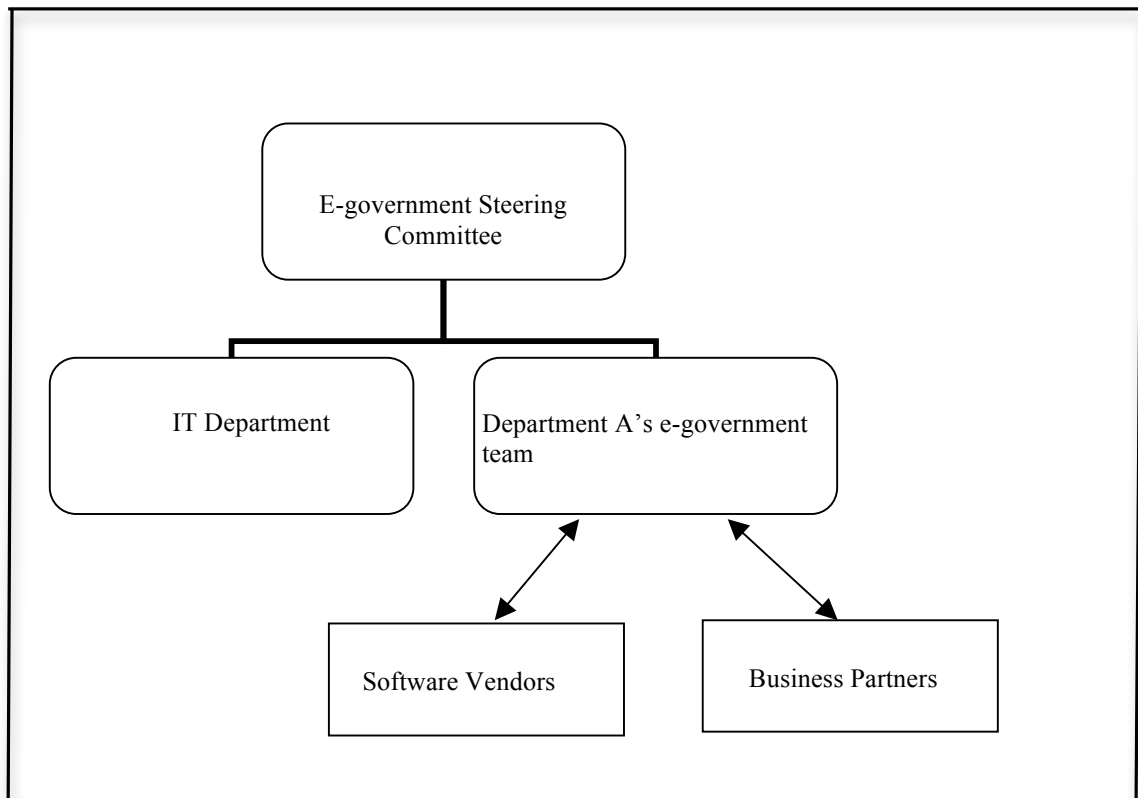 E-government Steering
Committee
IT Department
Department A’s e-government
team
Software Vendors
Business Partners